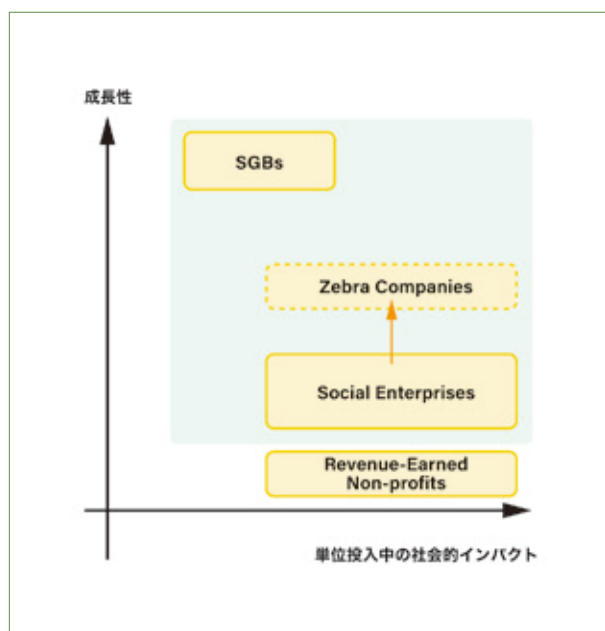 成長性
SGBs
Zebra Companies
Social Enterprises
Revenue-Earned
Non-profits
単位投入中の社会的インパクト